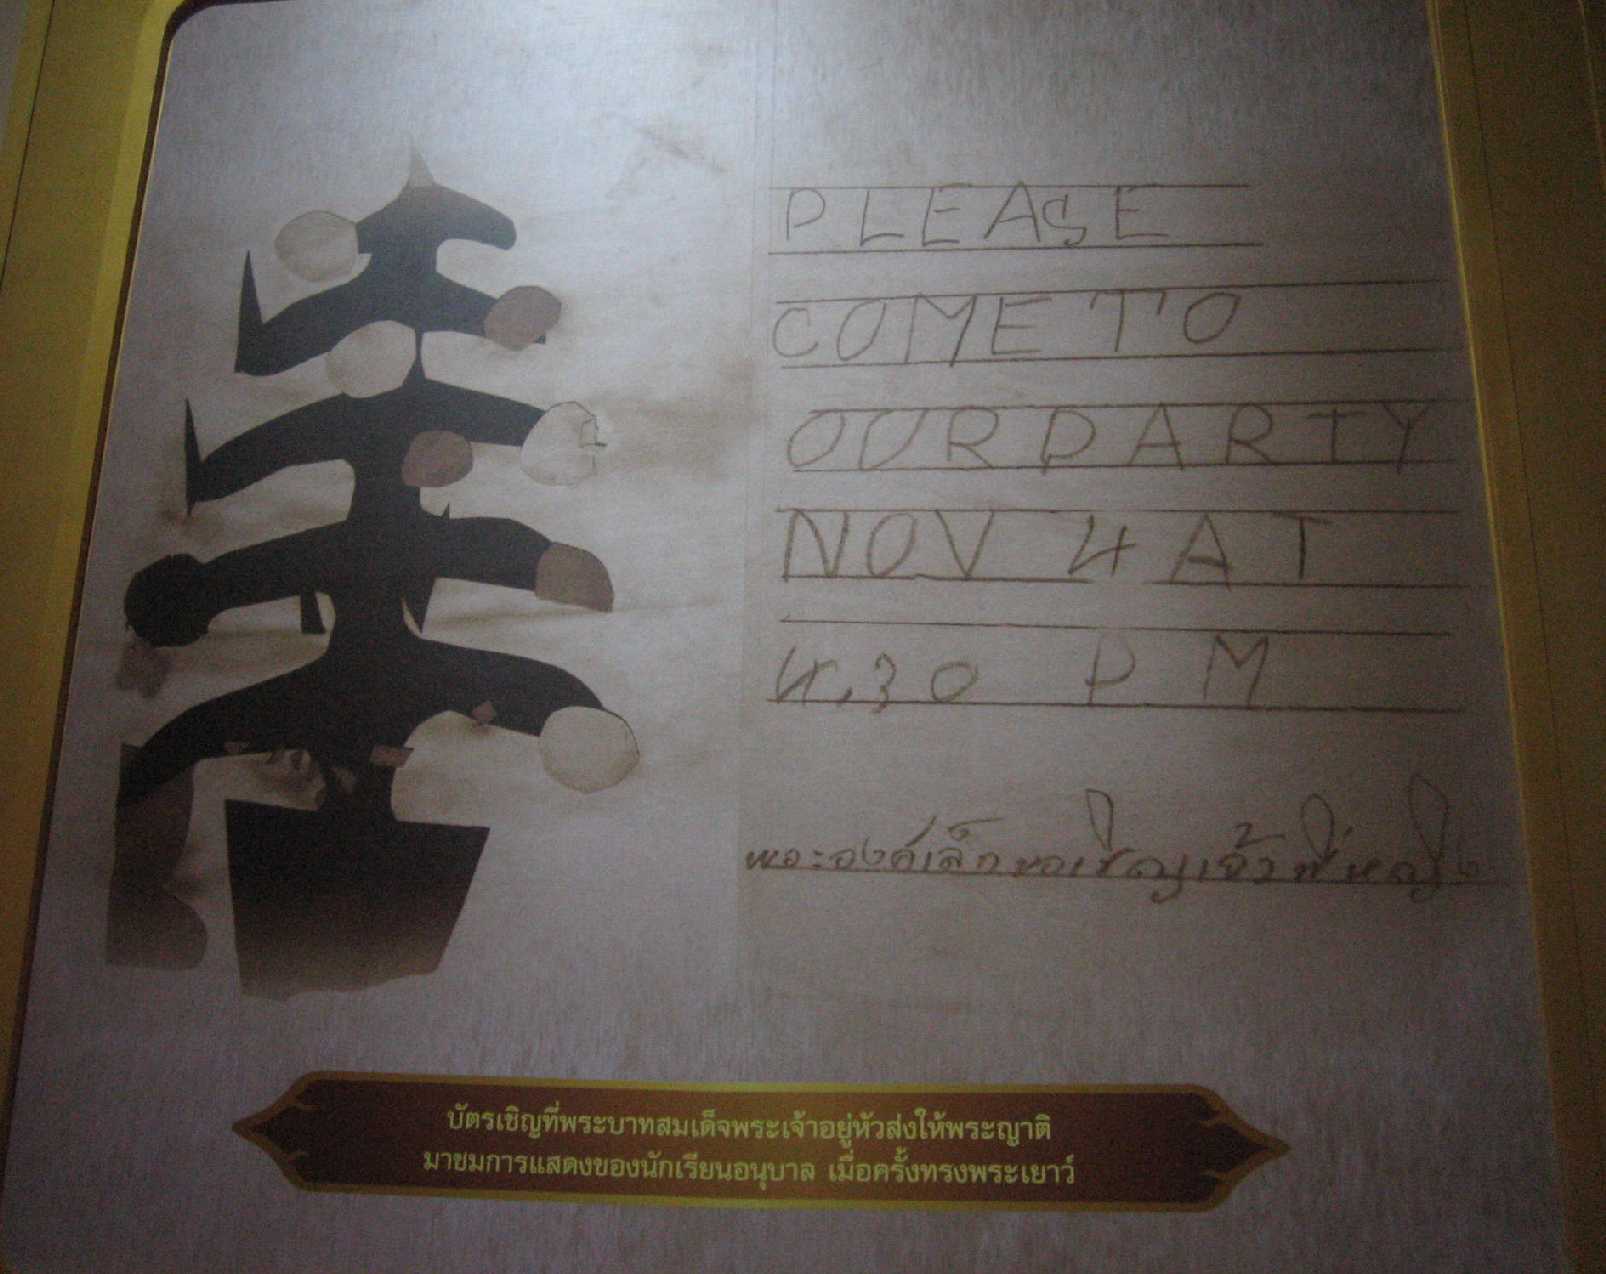 PLEASE
COME TO
OUR PARTY
NOV 4 AT
4.30 PM
พระองค์เล็กขอเชิญเจ้าพี่หญิง
บัตรเชิญที่พระบาทสมเด็จพระเจ้าอยู่หัวส่งให้พระญาติ
มาชมการแสดงของนักเรียนอนุบาล เมื่อครั้งทรงพระเยาว์